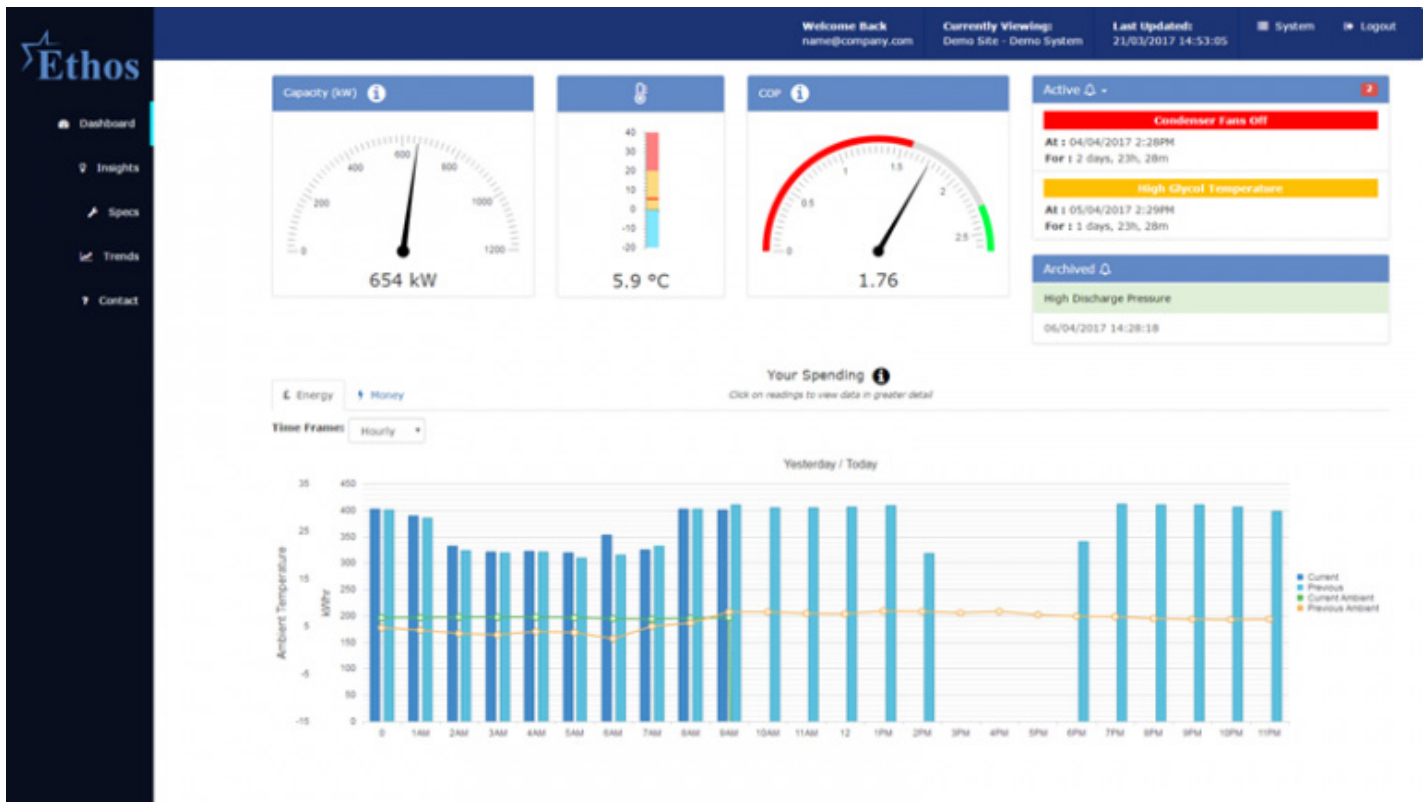 Ethos
Dashboard
Insights
Specs
Trends
Contact
Welcome Back
name@company.com
Currently Viewing:
Demo Site - Demo System
Last Updated:
21/03/2017 14:53:05
System
Logout
Capacity (kW)
0
200
400
600
800
1000
1200
654 kW
40
30
20
10
0
-10
-20
5.9 °C
COP
0
0.5
1
1.5
2
2.5
1.76
Active
2
Condenser Fans Off
At : 04/04/2017 2:28PM
For : 2 days, 23h, 28m
High Glycol Temperature
At : 05/04/2017 2:29PM
For : 1 days, 23h, 28m
Archived
High Discharge Pressure
06/04/2017 14:28:18
Your Spending
Click on readings to view data in greater detail
£ Energy
Money
Time Frame: Hourly
Yesterday / Today
Ambient Temperature
35
25
15
5
-5
-15
kWhr
450
400
350
300
250
200
150
100
50
0
0 1AM 2AM 3AM 4AM 5AM 6AM 7AM 8AM 9AM 10AM 11AM 12 1PM 2PM 3PM 4PM 5PM 6PM 7PM 8PM 9PM 10PM 11PM
Current
Previous
Current Ambient
Previous Ambient